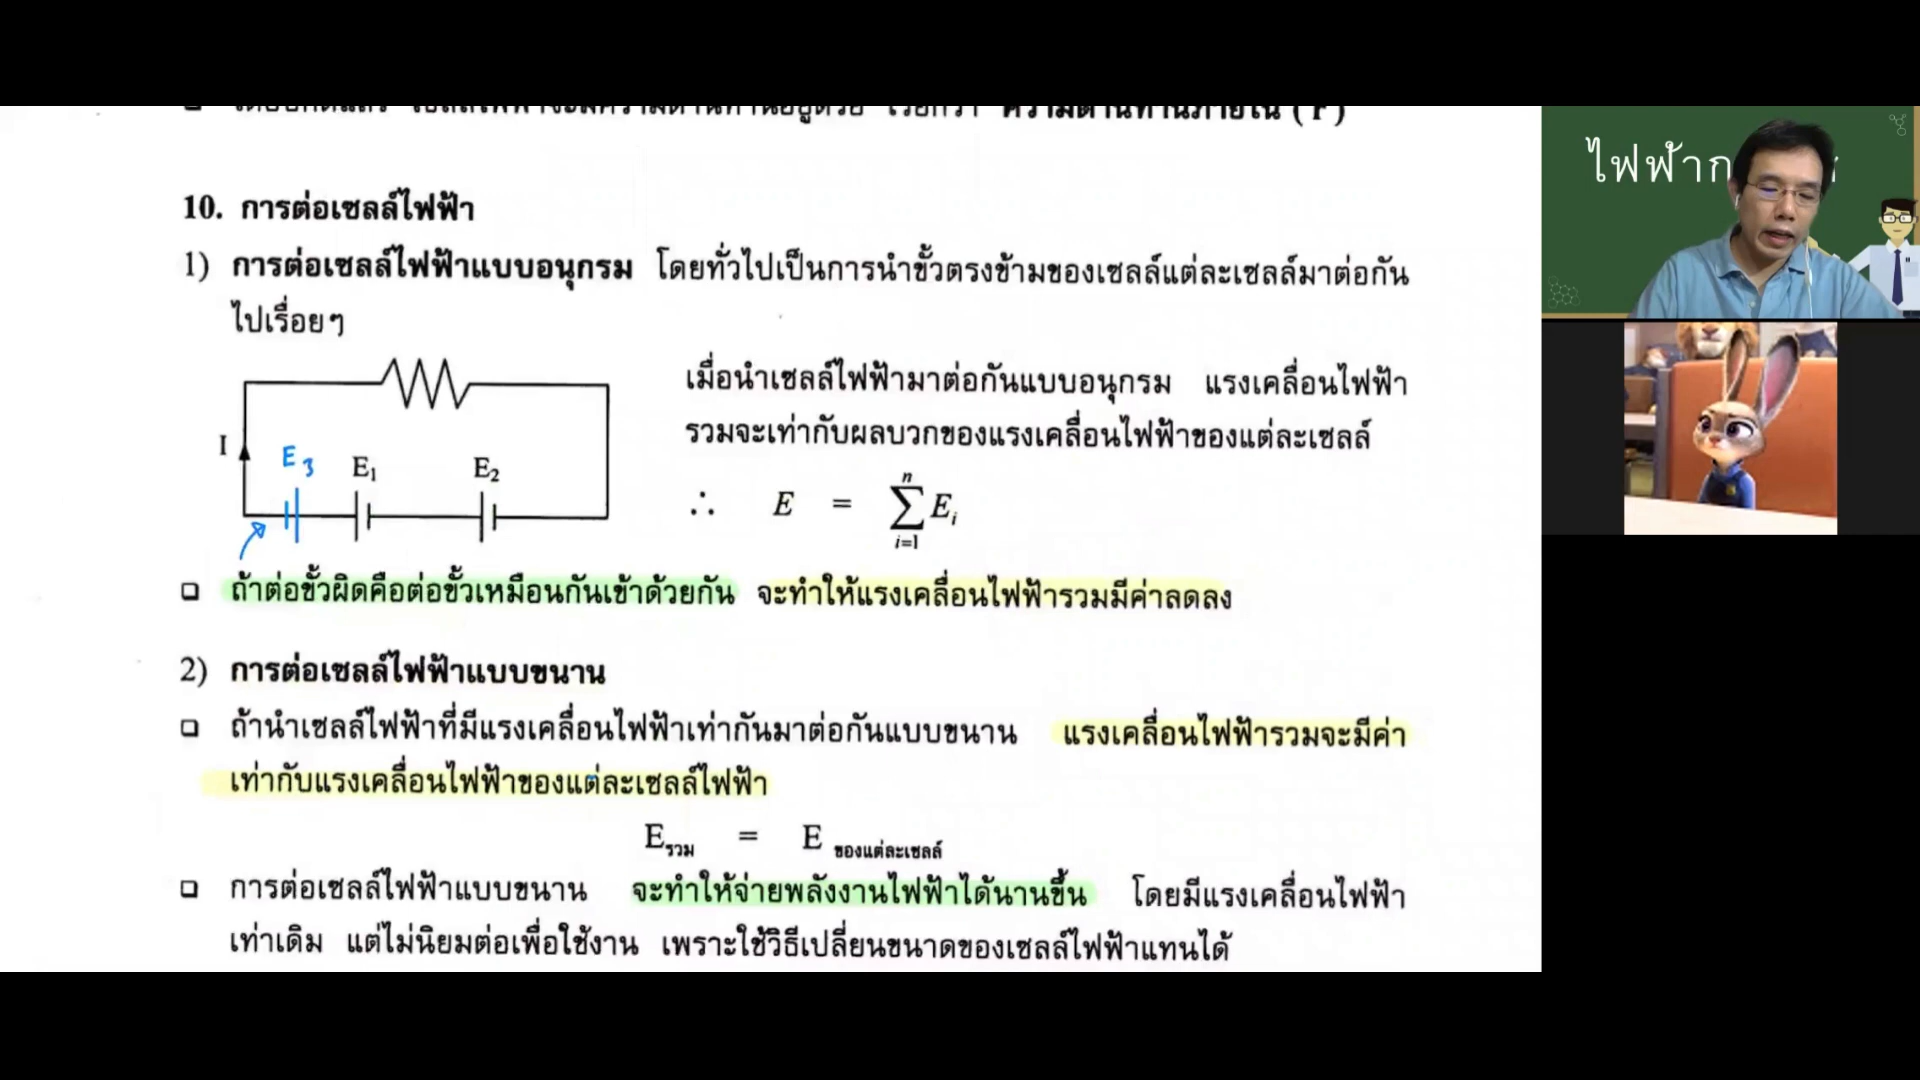 ความต้านทานภายใน ( r )
10. การต่อเซลล์ไฟฟ้า
1) การต่อเซลล์ไฟฟ้าแบบอนุกรม โดยทั่วไปเป็นการนำขั้วตรงข้ามของเซลล์แต่ละเซลล์มาต่อกัน
ไปเรื่อยๆ
เมื่อนำเซลล์ไฟฟ้ามาต่อกันแบบอนุกรม แรงเคลื่อนไฟฟ้า
รวมจะเท่ากับผลบวกของแรงเคลื่อนไฟฟ้าของแต่ละเซลล์
I
E3 E₁ E₂
∴ E = \sum_{i=1}^{n} E_i
❑ ถ้าต่อขั้วผิดคือต่อขั้วเหมือนกันเข้าด้วยกัน จะทำให้แรงเคลื่อนไฟฟ้ารวมมีค่าลดลง
2) การต่อเซลล์ไฟฟ้าแบบขนาน
❑ ถ้านำเซลล์ไฟฟ้าที่มีแรงเคลื่อนไฟฟ้าเท่ากันมาต่อกันแบบขนาน แรงเคลื่อนไฟฟ้ารวมจะมีค่า
เท่ากับแรงเคลื่อนไฟฟ้าของแต่ละเซลล์ไฟฟ้า
Eรวม = E ของแต่ละเซลล์
❑ การต่อเซลล์ไฟฟ้าแบบขนาน จะทำให้จ่ายพลังงานไฟฟ้าได้นานขึ้น โดยมีแรงเคลื่อนไฟฟ้า
เท่าเดิม แต่ไม่นิยมต่อเพื่อใช้งาน เพราะใช้วิธีเปลี่ยนขนาดของเซลล์ไฟฟ้าแทนได้